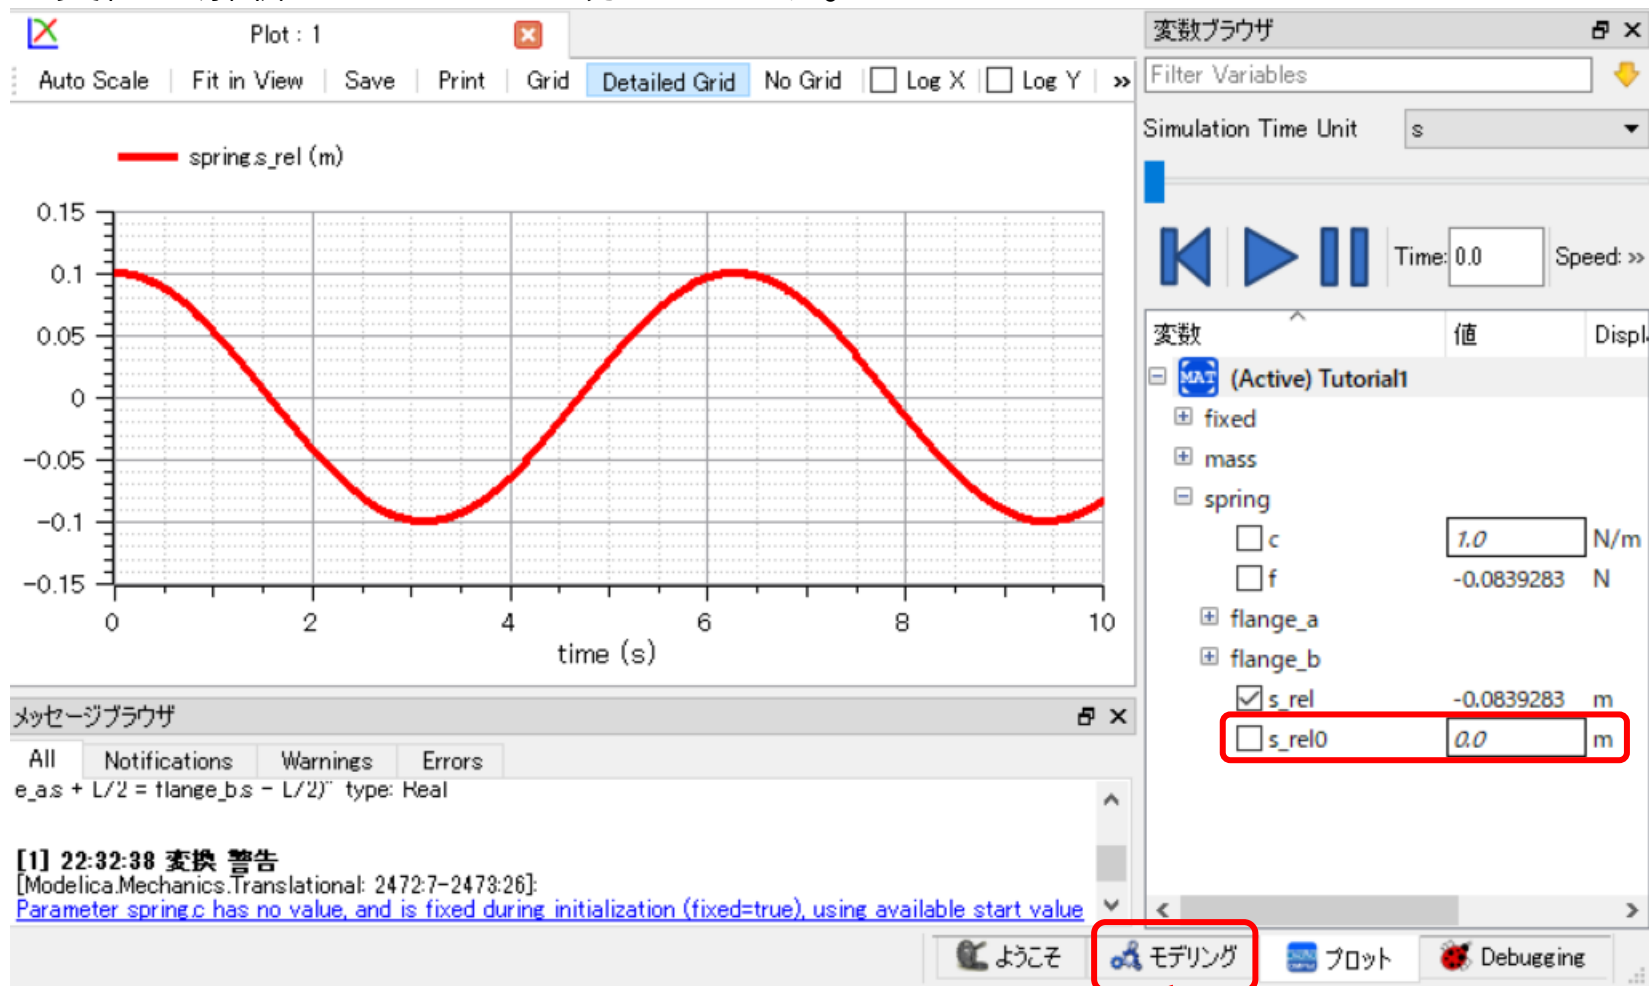 Plot : 1
Auto Scale Fit in View Save Print Grid Detailed Grid No Grid Log X Log Y »
spring.s_rel (m)
0.15
0.1
0.05
0
-0.05
-0.1
-0.15
0 2 4 6 8 10
time (s)
メッセージブラウザ
All Notifications Warnings Errors
e_a.s + L/2 = flange_b.s - L/2)" type: Real
[1] 22:32:38 変換 警告
[Modelica.Mechanics.Translational: 2472:7-2473:26]:
Parameter spring.c has no value, and is fixed during initialization (fixed=true), using available start value
変数ブラウザ
Filter Variables
Simulation Time Unit s
Time: 0.0 Speed: »
変数 値 Displ
MAT (Active) Tutorial1
fixed
mass
spring
c 1.0 N/m
f -0.0839283 N
flange_a
flange_b
s_rel -0.0839283 m
s_rel0 0.0 m
ようこそ モデリング プロット Debugging